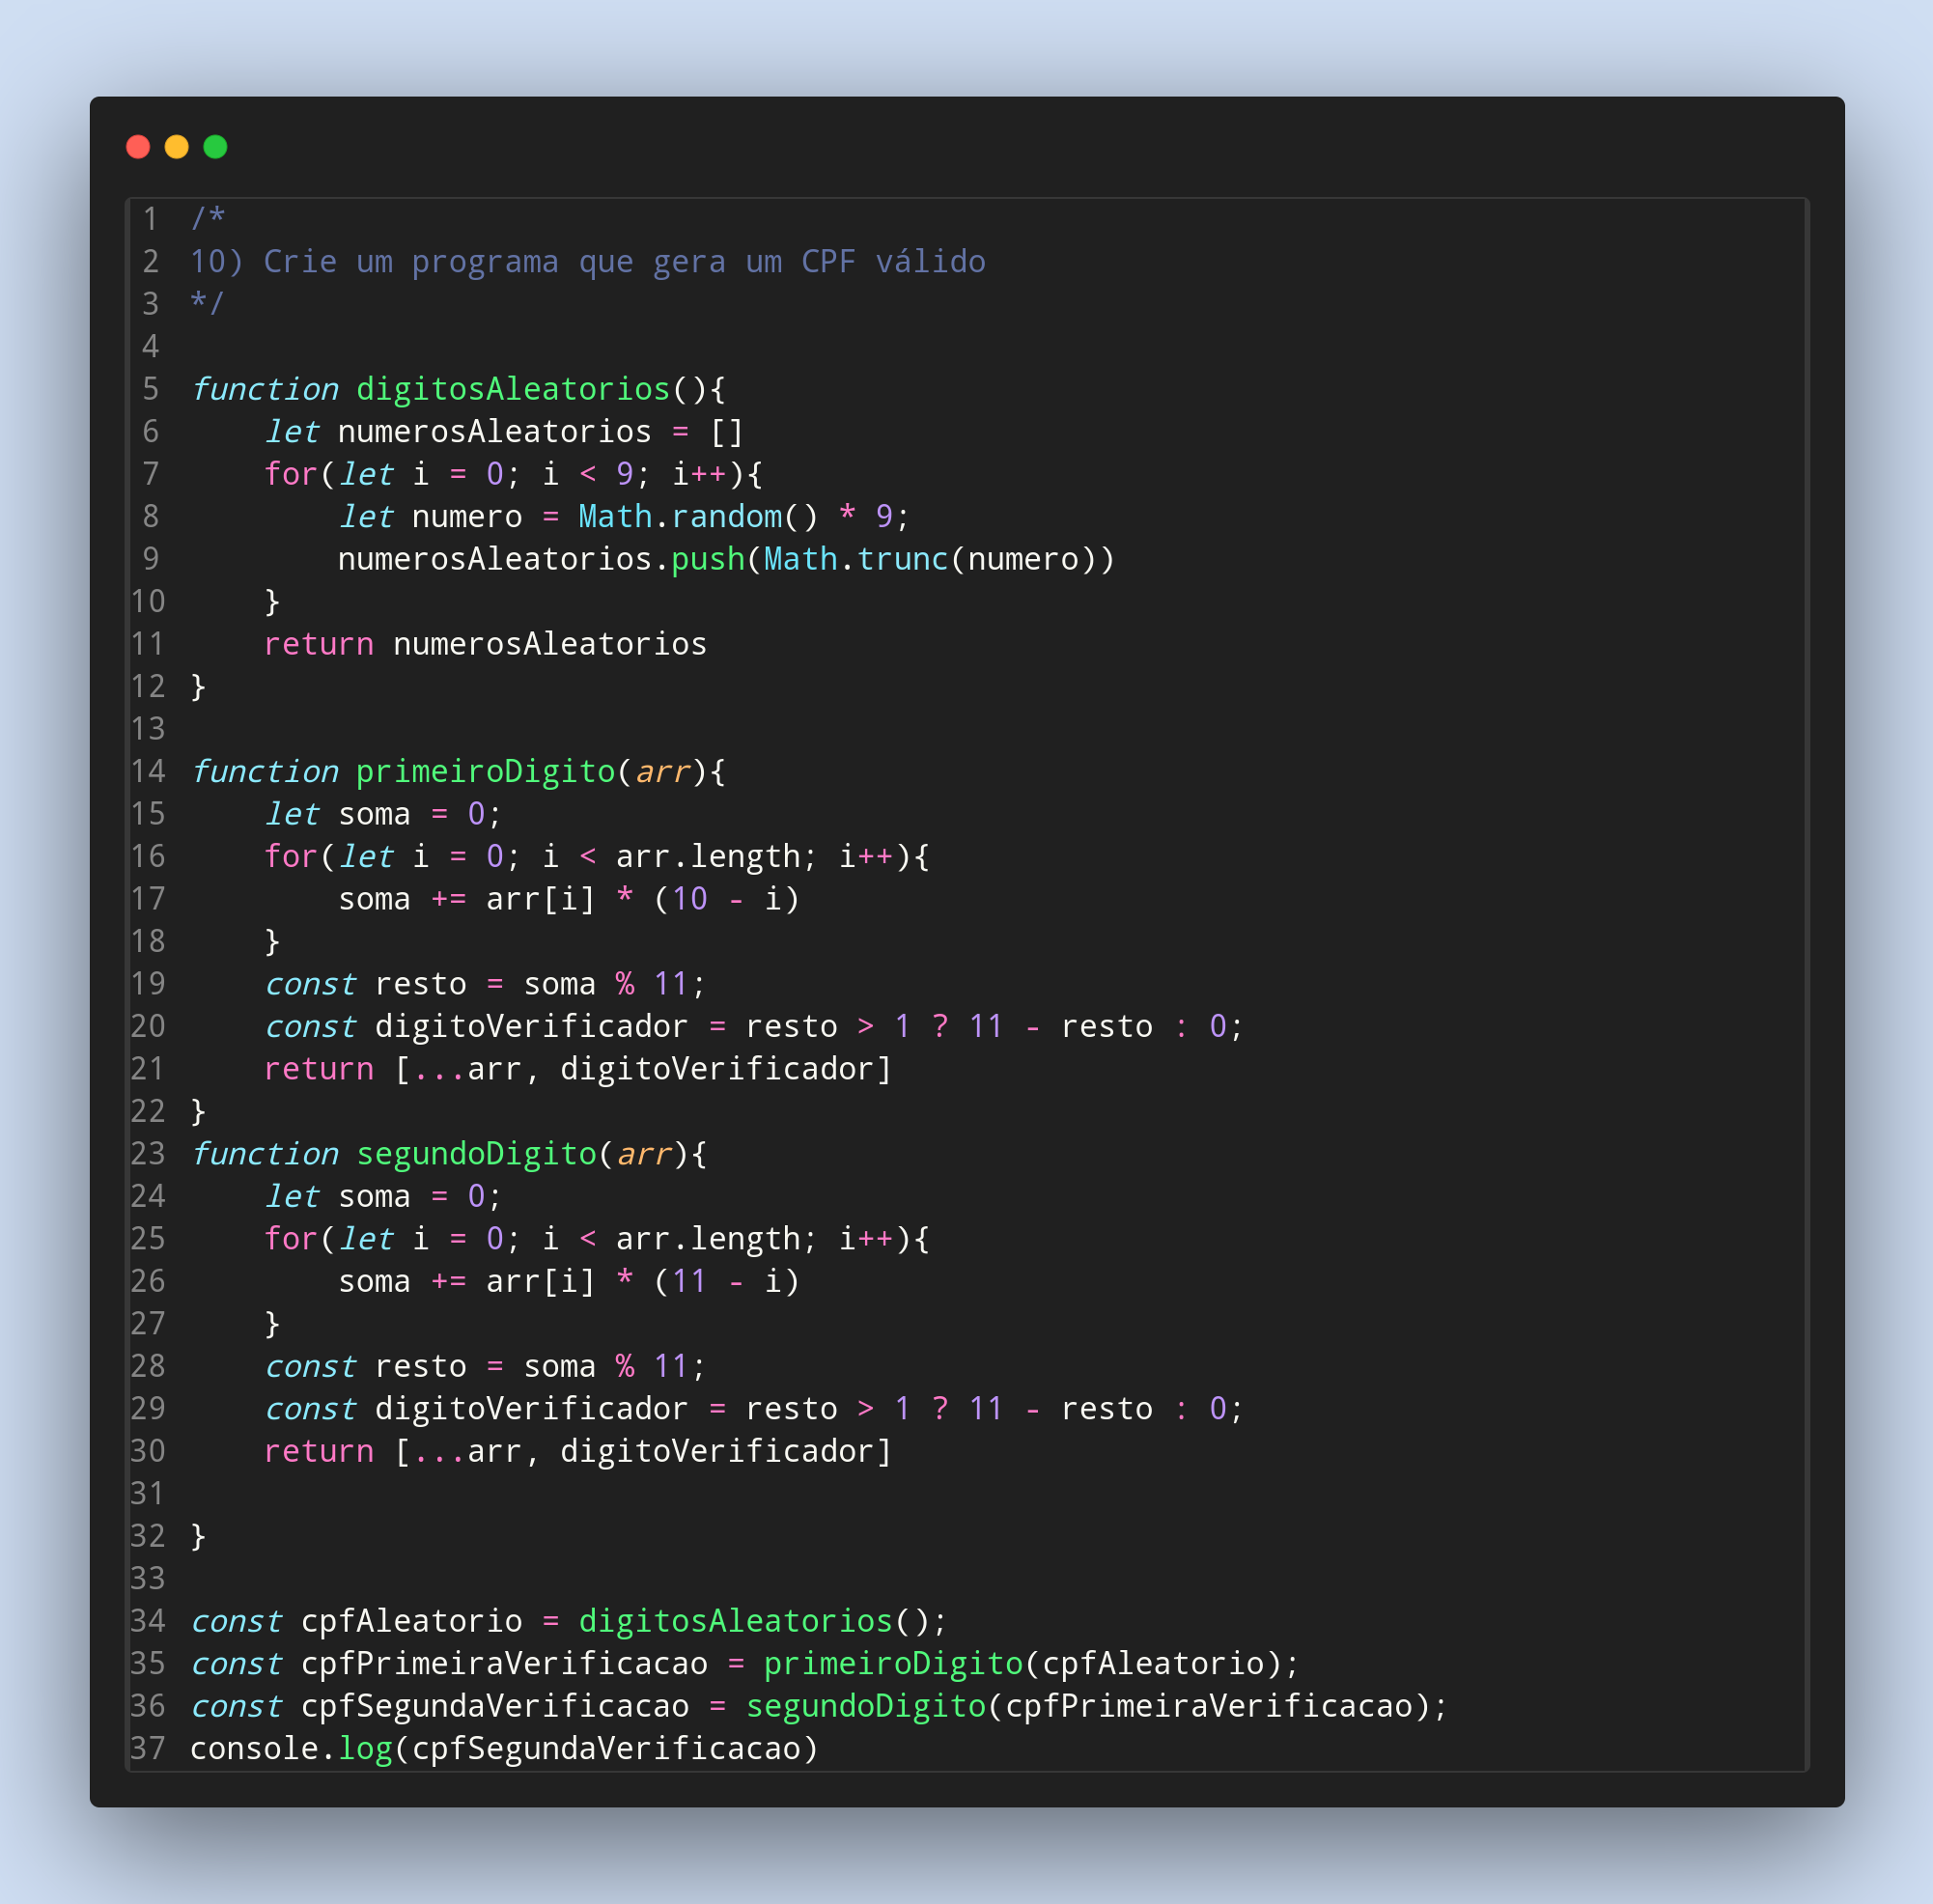 1 /*
2 10) Crie um programa que gera um CPF válido
3 */
4
5 function digitosAleatorios(){
6     let numerosAleatorios = []
7     for(let i = 0; i < 9; i++){
8         let numero = Math.random() * 9;
9         numerosAleatorios.push(Math.trunc(numero))
10     }
11     return numerosAleatorios
12 }
13
14 function primeiroDigito(arr){
15     let soma = 0;
16     for(let i = 0; i < arr.length; i++){
17         soma += arr[i] * (10 - i)
18     }
19     const resto = soma % 11;
20     const digitoVerificador = resto > 1 ? 11 - resto : 0;
21     return [...arr, digitoVerificador]
22 }
23 function segundoDigito(arr){
24     let soma = 0;
25     for(let i = 0; i < arr.length; i++){
26         soma += arr[i] * (11 - i)
27     }
28     const resto = soma % 11;
29     const digitoVerificador = resto > 1 ? 11 - resto : 0;
30     return [...arr, digitoVerificador]
31
32 }
33
34 const cpfAleatorio = digitosAleatorios();
35 const cpfPrimeiraVerificacao = primeiroDigito(cpfAleatorio);
36 const cpfSegundaVerificacao = segundoDigito(cpfPrimeiraVerificacao);
37 console.log(cpfSegundaVerificacao)